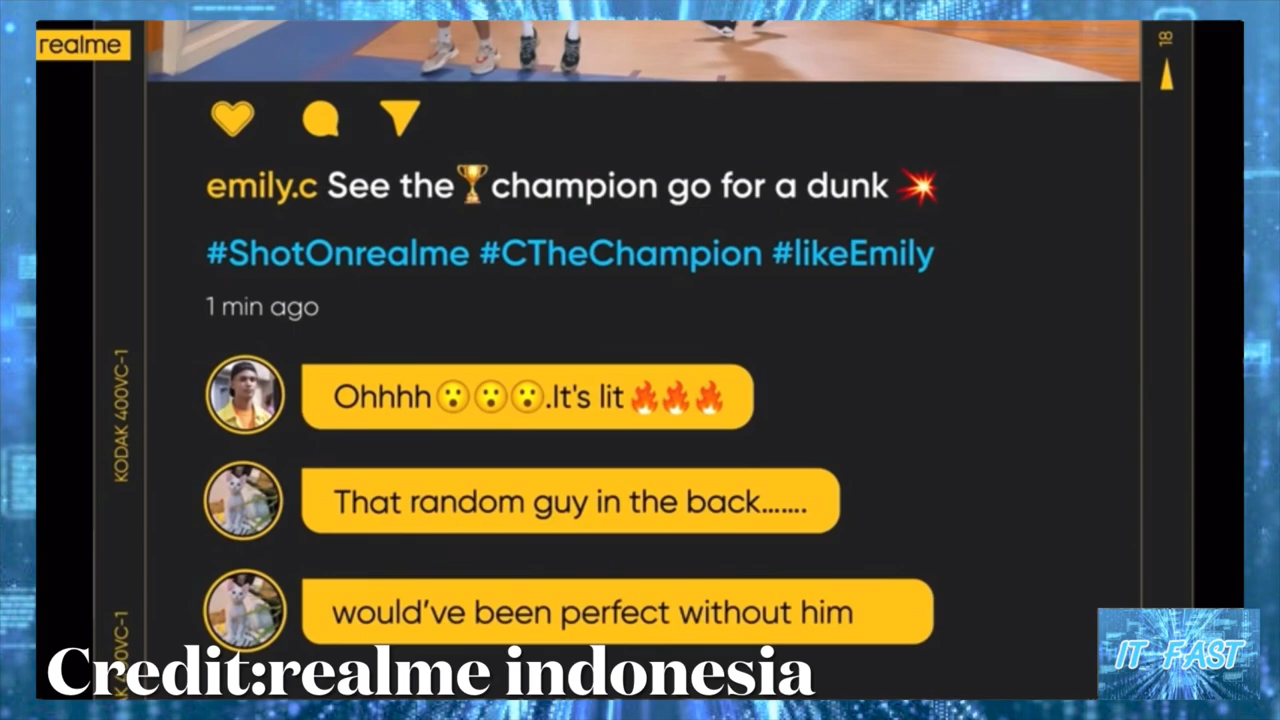 realme
18
emily.c See the🏆champion go for a dunk 💥
#ShotOnrealme #CTheChampion #likeEmily
1 min ago
KODAK 400VC-1
Ohhhh😮😮😮.It's lit🔥🔥🔥
That random guy in the back.......
would've been perfect without him
K 400VC-1
Credit:realme indonesia
IT FAST